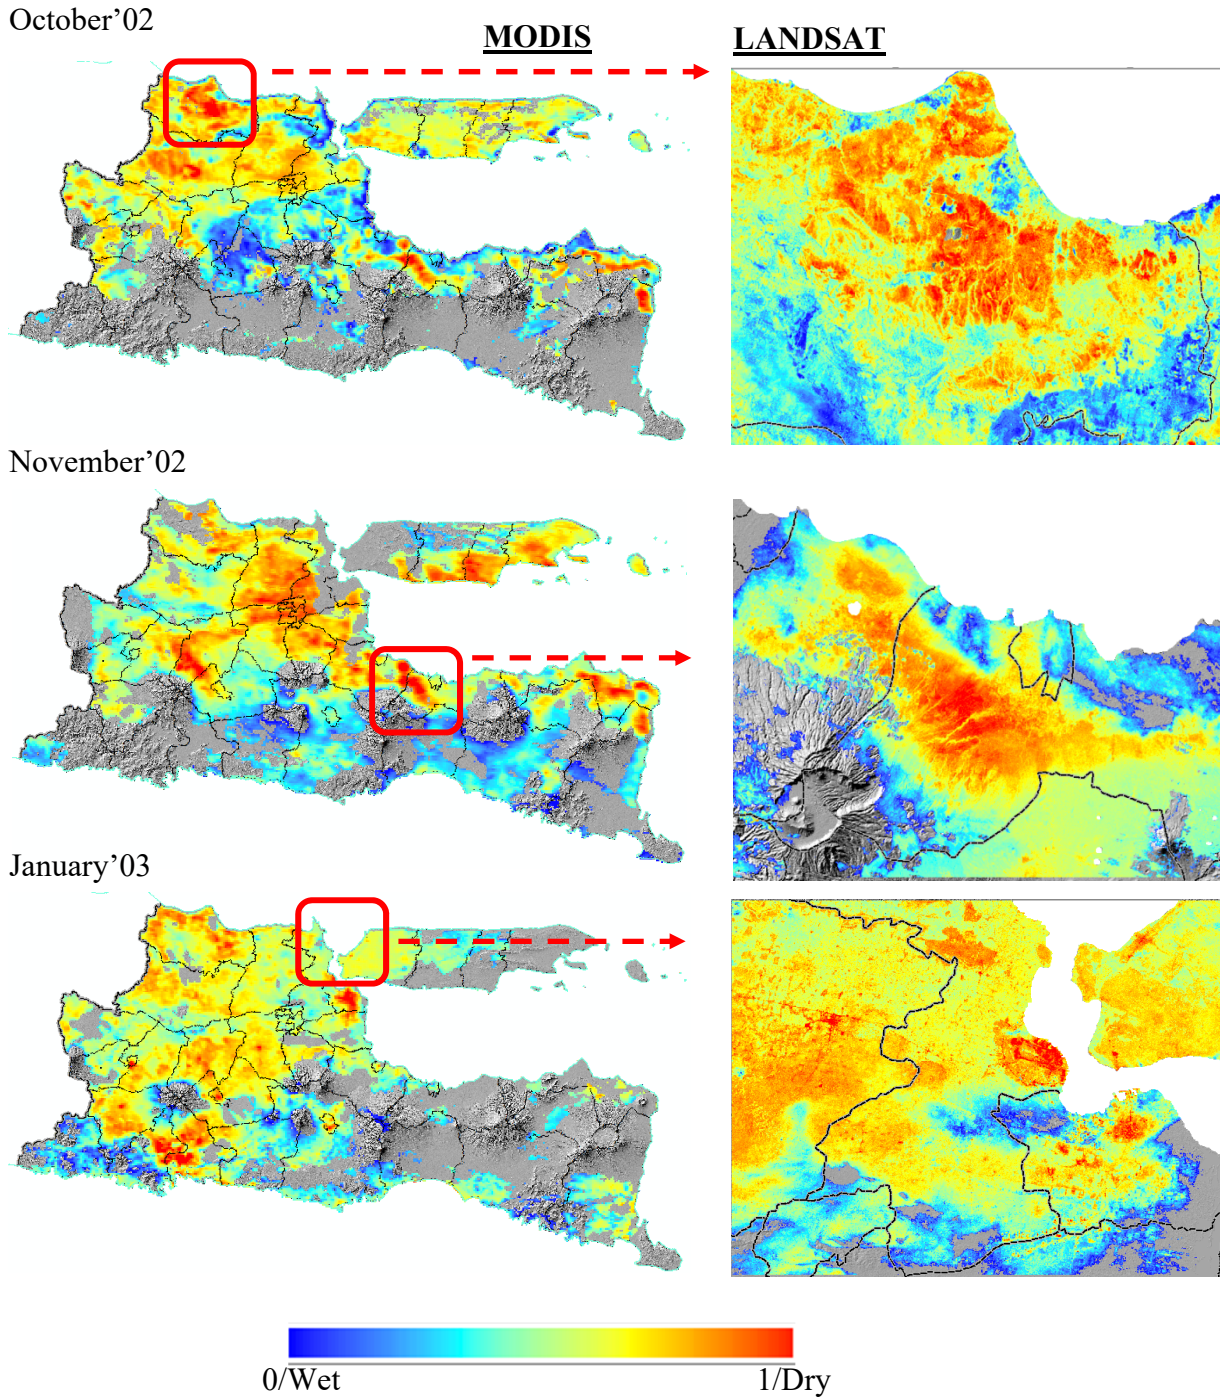 October’02
MODIS
LANDSAT
November’02
January’03
0/Wet
1/Dry